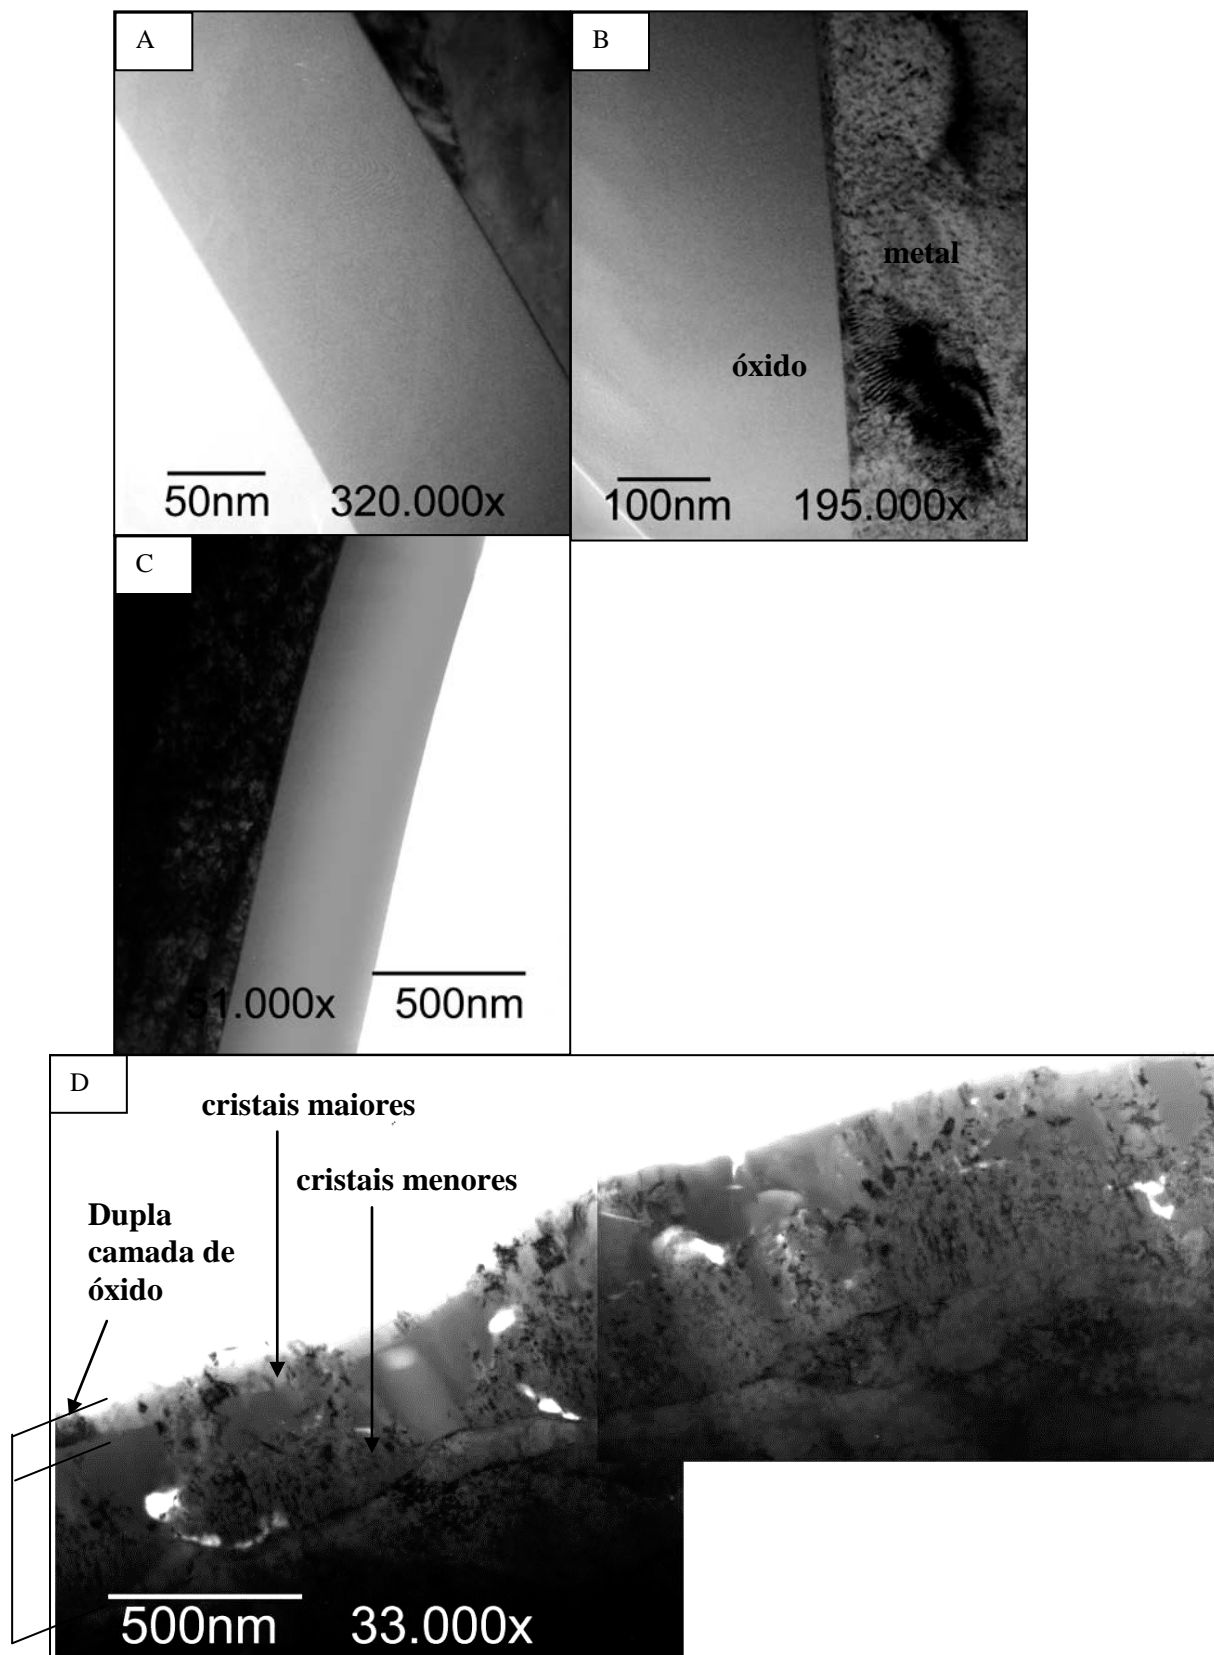 A
B
metal
óxido
50nm 320.000x
100nm 195.000x
C
51.000x 500nm
D
cristais maiores
cristais menores
Dupla
camada de
óxido
500nm 33.000x